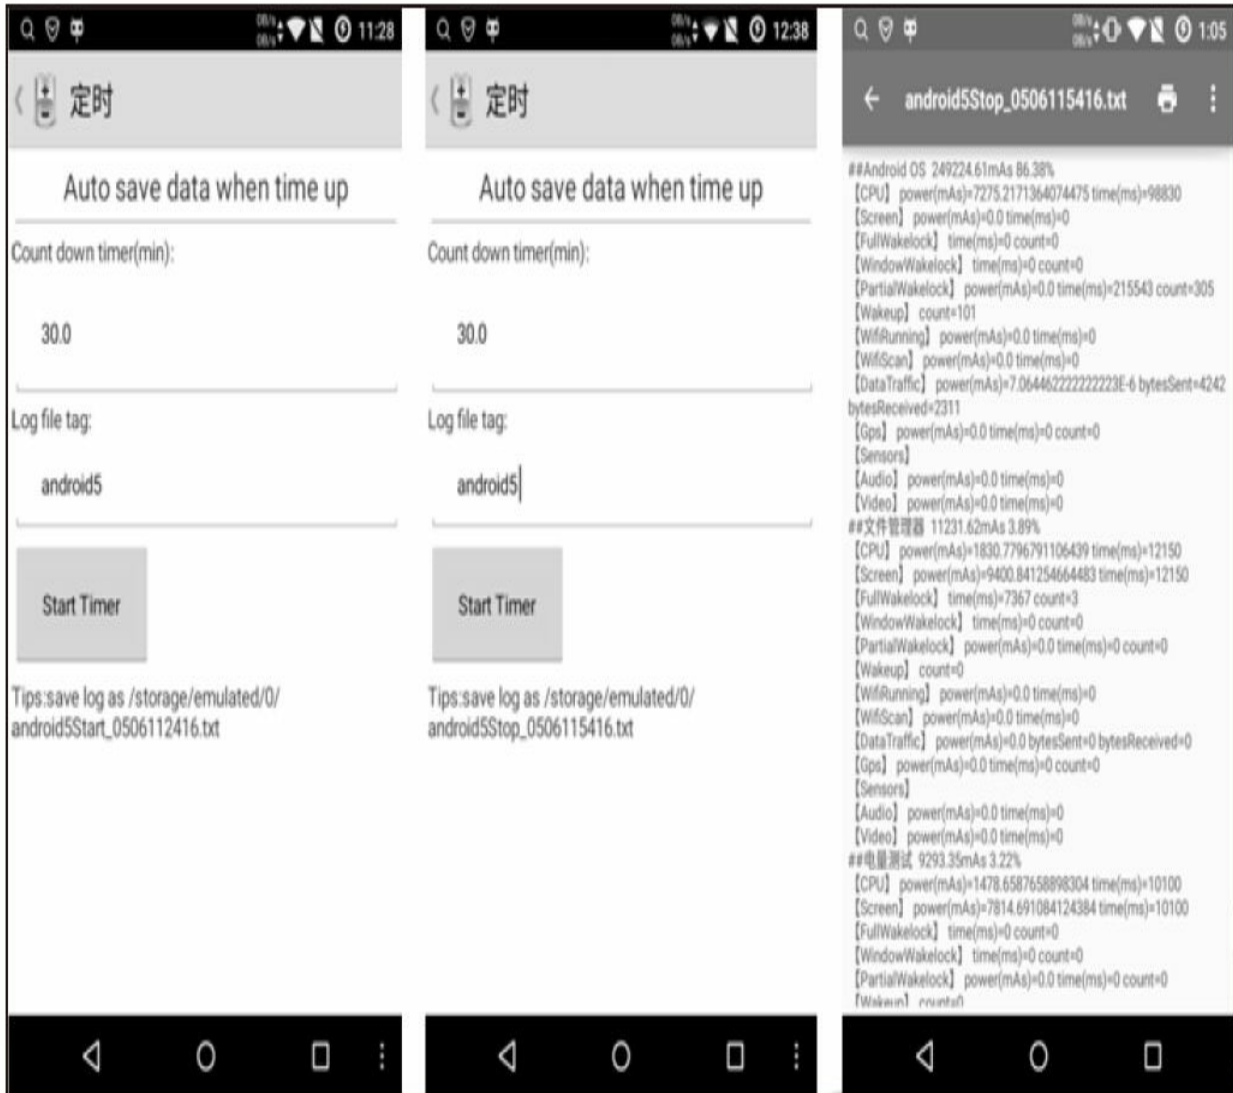 11:28
定时
Auto save data when time up
Count down timer(min):
30.0
Log file tag:
android5
Start Timer
Tips:save log as /storage/emulated/0/
android5Start_0506112416.txt
12:38
定时
Auto save data when time up
Count down timer(min):
30.0
Log file tag:
android5
Start Timer
Tips:save log as /storage/emulated/0/
android5Stop_0506115416.txt
1:05
android5Stop_0506115416.txt
##Android OS 249224.61mAs 86.38%
【CPU】 power(mAs)=7275.2171364074475 time(ms)=98830
【Screen】 power(mAs)=0.0 time(ms)=0
【FullWakelock】 time(ms)=0 count=0
【WindowWakelock】 time(ms)=0 count=0
【PartialWakelock】 power(mAs)=0.0 time(ms)=215543 count=305
【Wakeup】 count=101
【WifiRunning】 power(mAs)=0.0 time(ms)=0
【WifiScan】 power(mAs)=0.0 time(ms)=0
【DataTraffic】 power(mAs)=7.064462222222223E-6 bytesSent=4242
bytesReceived=2311
【Gps】 power(mAs)=0.0 time(ms)=0 count=0
【Sensors】
【Audio】 power(mAs)=0.0 time(ms)=0
【Video】 power(mAs)=0.0 time(ms)=0
##文件管理器 11231.62mAs 3.89%
【CPU】 power(mAs)=1830.7796791106439 time(ms)=12150
【Screen】 power(mAs)=9400.841254664483 time(ms)=12150
【FullWakelock】 time(ms)=7367 count=3
【WindowWakelock】 time(ms)=0 count=0
【PartialWakelock】 power(mAs)=0.0 time(ms)=0 count=0
【Wakeup】 count=0
【WifiRunning】 power(mAs)=0.0 time(ms)=0
【WifiScan】 power(mAs)=0.0 time(ms)=0
【DataTraffic】 power(mAs)=0.0 bytesSent=0 bytesReceived=0
【Gps】 power(mAs)=0.0 time(ms)=0 count=0
【Sensors】
【Audio】 power(mAs)=0.0 time(ms)=0
【Video】 power(mAs)=0.0 time(ms)=0
##电量测试 9293.35mAs 3.22%
【CPU】 power(mAs)=1478.6587658898304 time(ms)=10100
【Screen】 power(mAs)=7814.691084124384 time(ms)=10100
【FullWakelock】 time(ms)=0 count=0
【WindowWakelock】 time(ms)=0 count=0
【PartialWakelock】 power(mAs)=0.0 time(ms)=0 count=0
【Wakeup】 count=0